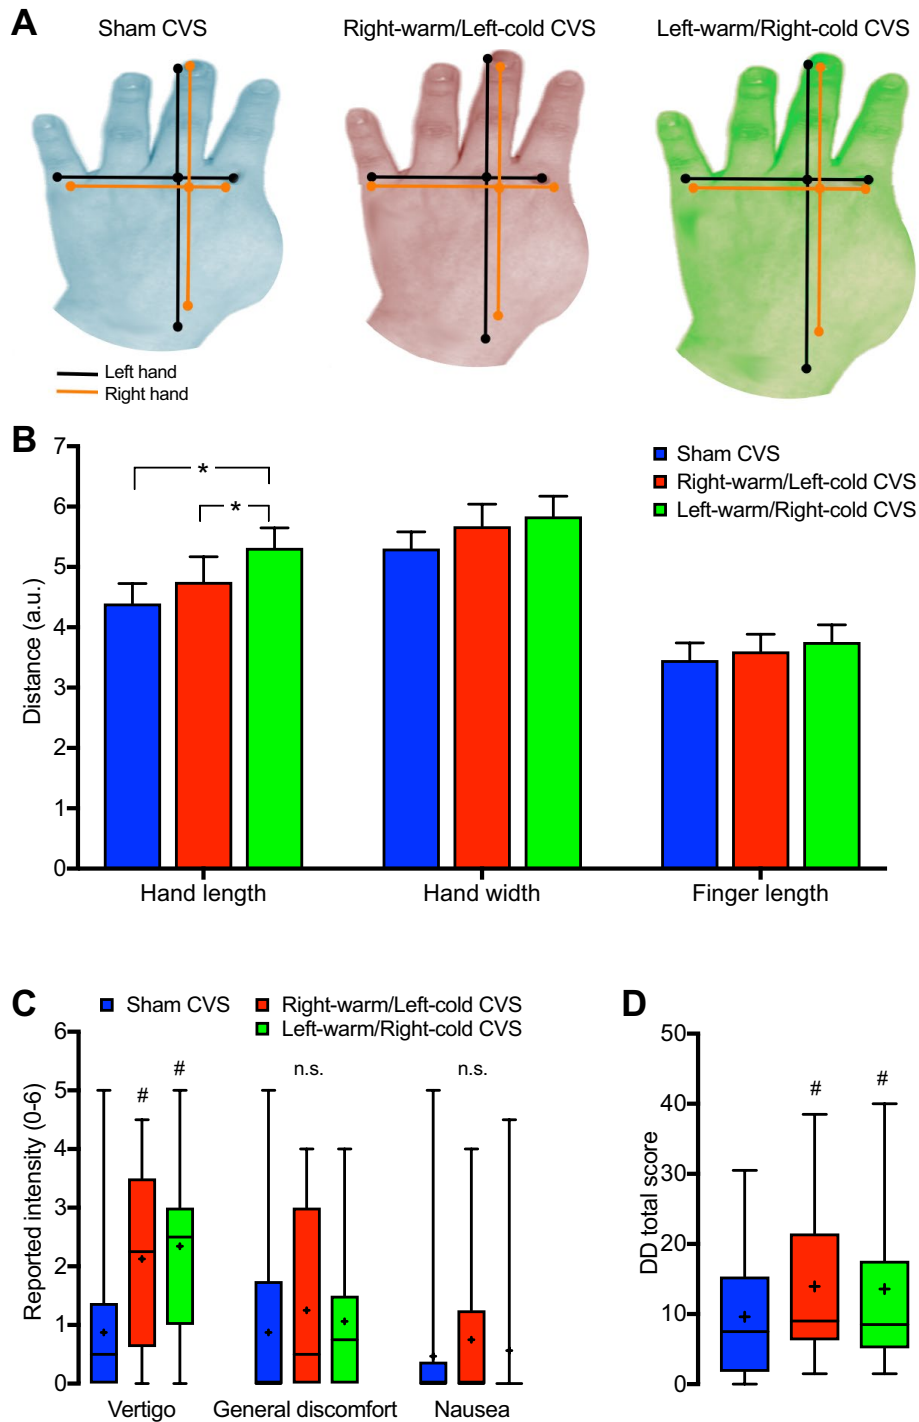 A
Sham CVS
Right-warm/Left-cold CVS
Left-warm/Right-cold CVS
Left hand
Right hand
B
7
6
5
4
3
2
1
0
Distance (a.u.)
*
*
Sham CVS
Right-warm/Left-cold CVS
Left-warm/Right-cold CVS
Hand length
Hand width
Finger length
C
Sham CVS
Right-warm/Left-cold CVS
Left-warm/Right-cold CVS
6
5
4
3
2
1
0
Reported intensity (0-6)
#
#
n.s.
n.s.
Vertigo
General discomfort
Nausea
D
50
40
30
20
10
0
DD total score
#
#